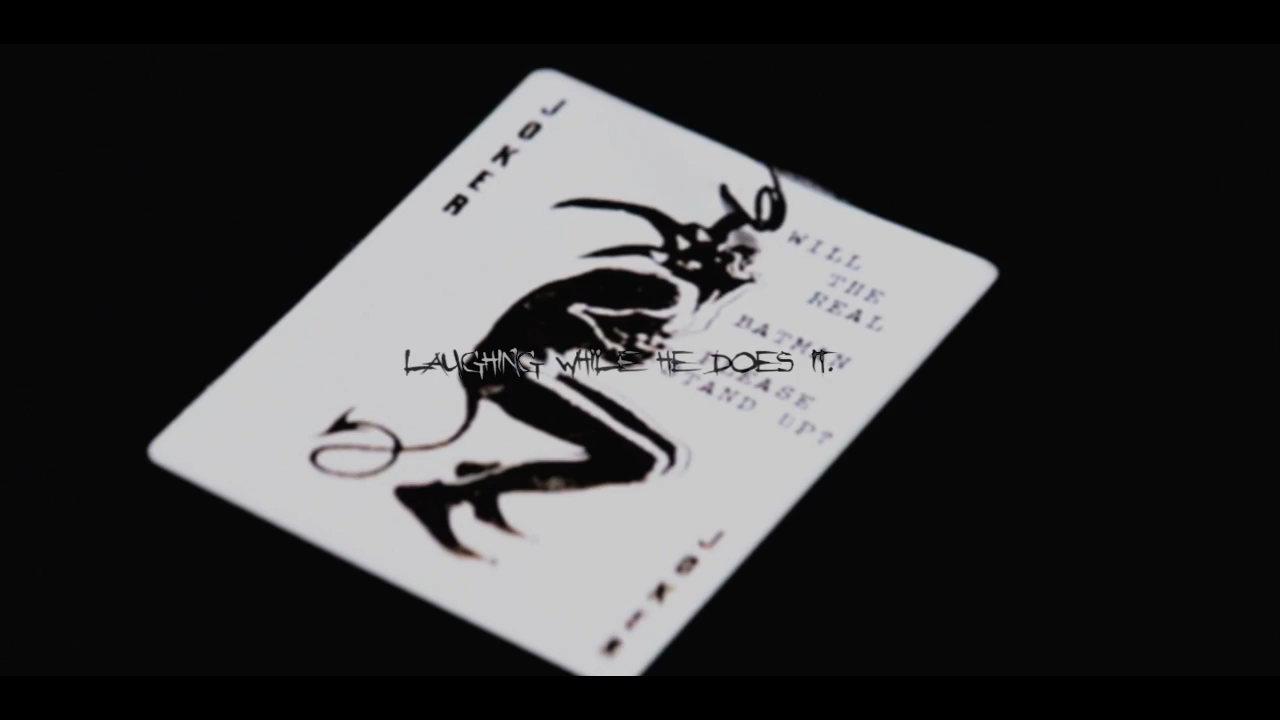 JOKER
WILL
THE
REAL
BATMAN
PLEASE
STAND UP?
LAUGHING WHILE HE DOES IT.
JOKER